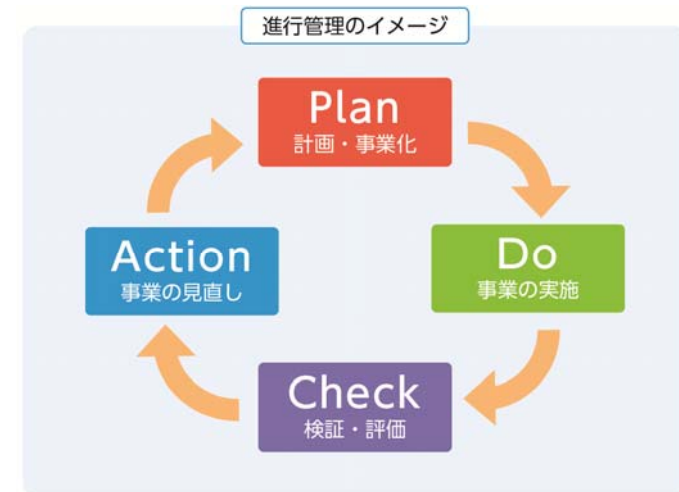 進行管理のイメージ
Plan
計画・事業化
Do
事業の実施
Check
検証・評価
Action
事業の見直し